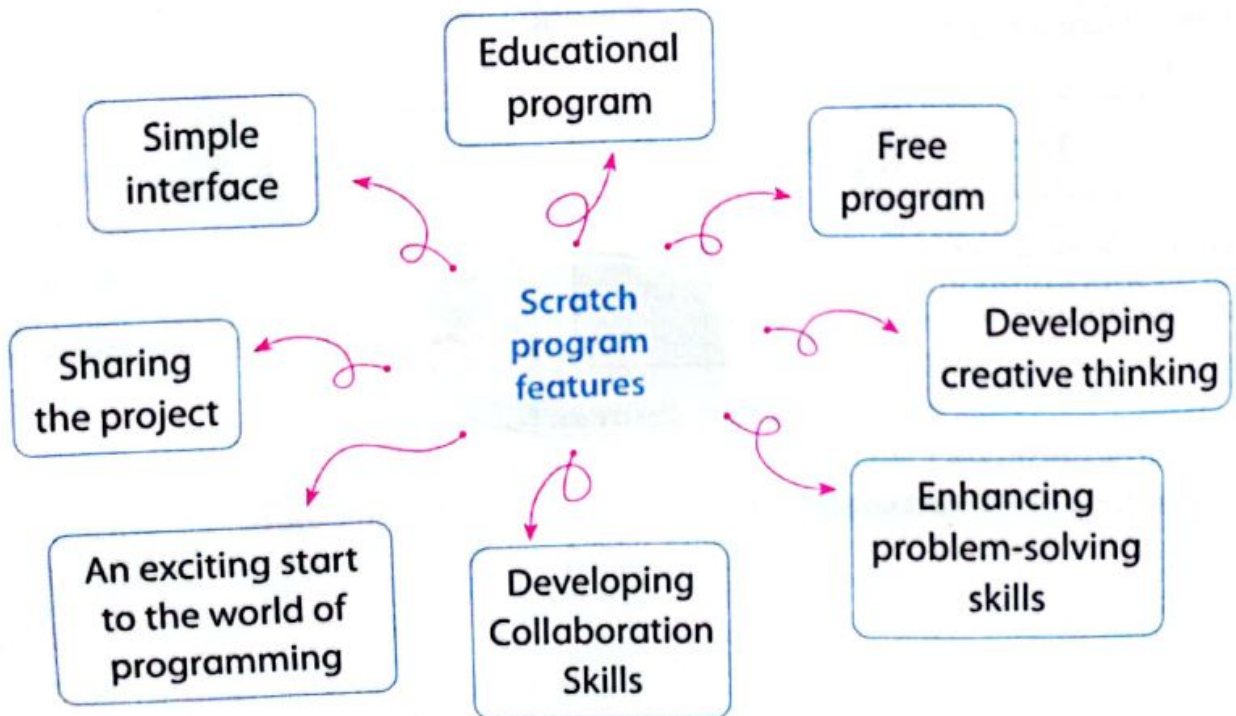 Educational
program
Simple
interface
Free
program
Scratch
program
features
Developing
creative thinking
Sharing
the project
Enhancing
problem-solving
skills
An exciting start
to the world of
programming
Developing
Collaboration
Skills